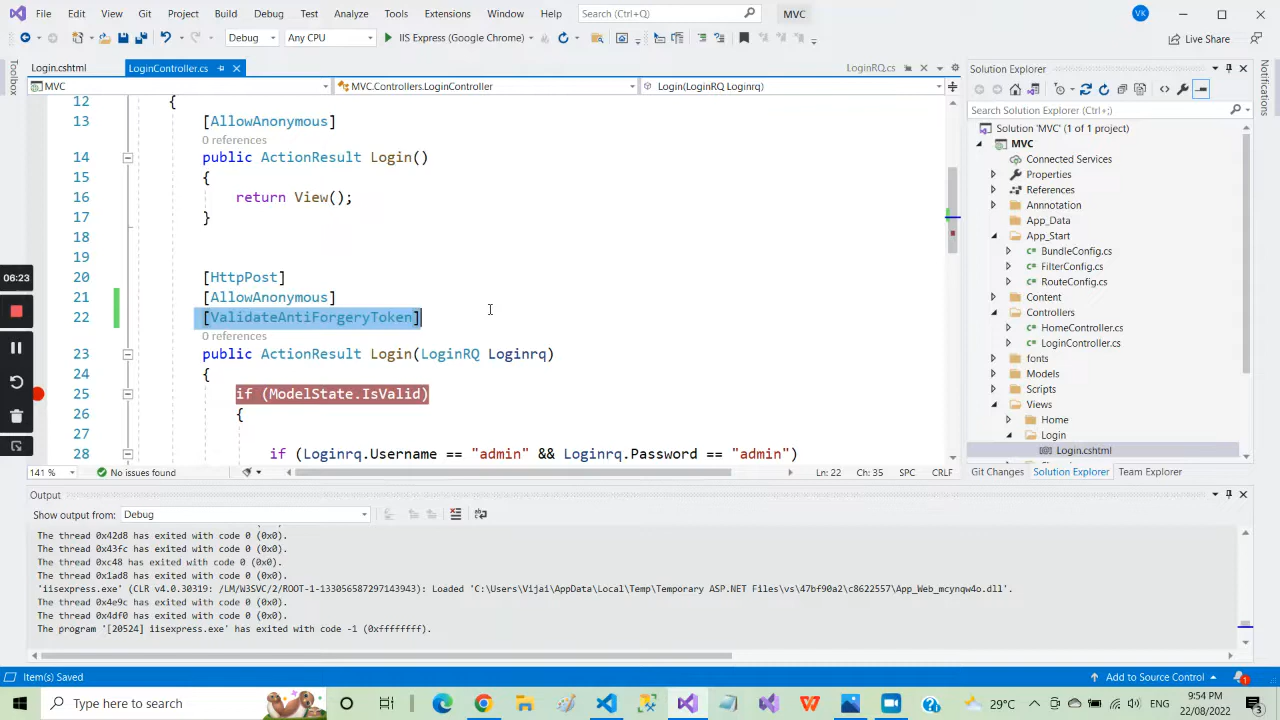 File Edit View Git Project Build Debug Test Analyze Tools Extensions Window Help Search (Ctrl+Q) MVC VK
Debug Any CPU IIS Express (Google Chrome) Live Share
Toolbox
Login.cshtml LoginController.cs LoginRQ.cs
MVC MVC.Controllers.LoginController Login(LoginRQ Loginrq)
12 {
13 [AllowAnonymous]
0 references
14 public ActionResult Login()
15 {
16 return View();
17 }
18
19
20 [HttpPost]
21 [AllowAnonymous]
22 [ValidateAntiForgeryToken]
0 references
23 public ActionResult Login(LoginRQ Loginrq)
24 {
25 if (ModelState.IsValid)
26 {
27
28 if (Loginrq.Username == "admin" && Loginrq.Password == "admin")
06:23
141 % No issues found Ln: 22 Ch: 35 SPC CRLF
Solution Explorer
Search Solution Explorer (Ctrl+;)
Solution 'MVC' (1 of 1 project)
MVC
Connected Services
Properties
References
Annnotation
App_Data
App_Start
BundleConfig.cs
FilterConfig.cs
RouteConfig.cs
Content
Controllers
HomeController.cs
LoginController.cs
fonts
Models
Scripts
Views
Home
Login
Login.cshtml
Git Changes Solution Explorer Team Explorer
Notifications
Output
Show output from: Debug
The thread 0x42d8 has exited with code 0 (0x0).
The thread 0x43fc has exited with code 0 (0x0).
The thread 0xc48 has exited with code 0 (0x0).
The thread 0x1ad8 has exited with code 0 (0x0).
'iisexpress.exe' (CLR v4.0.30319: /LM/W3SVC/2/ROOT-1-133056587297143943): Loaded 'C:\Users\Vijai\AppData\Local\Temp\Temporary ASP.NET Files\vs\47bf90a2\c8622557\App_Web_mcynqw4o.dll'.
The thread 0x4e9c has exited with code 0 (0x0).
The thread 0x4df0 has exited with code 0 (0x0).
The program '[20524] iisexpress.exe' has exited with code -1 (0xffffffff).
Item(s) Saved Add to Source Control 1
Type here to search 29°C ENG 9:54 PM
22/08/2022 3